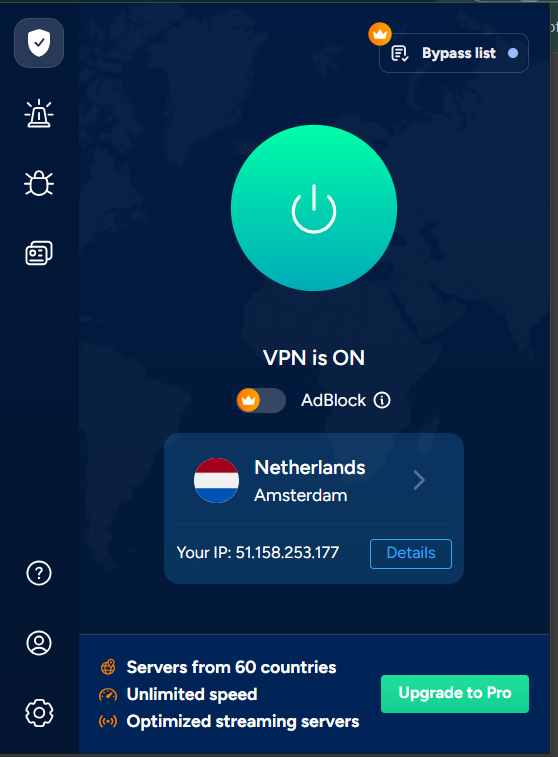 Bypass list
VPN is ON
AdBlock
Netherlands
Amsterdam
Your IP: 51.158.253.177
Details
Servers from 60 countries
Unlimited speed
Optimized streaming servers
Upgrade to Pro